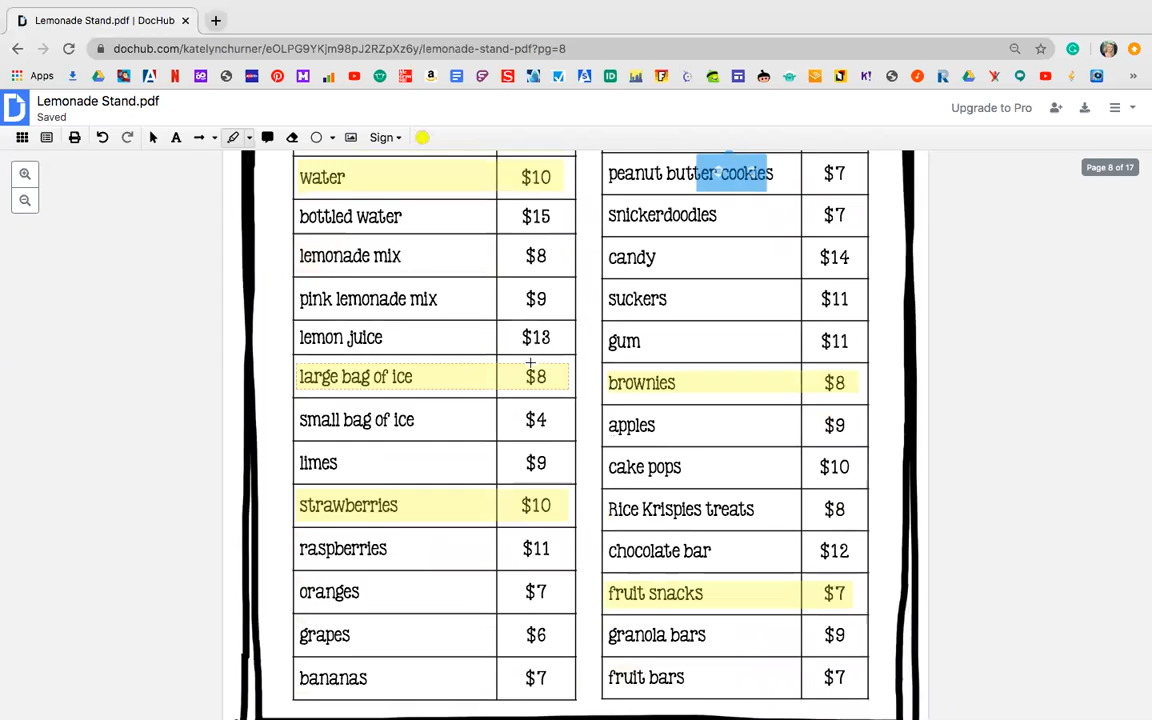 Lemonade Stand.pdf | DocHub
dochub.com/katelynchurner/eOLPG9YKjm98pJ2RZpXz6y/lemonade-stand-pdf?pg=8
Apps
Lemonade Stand.pdf
Saved
Upgrade to Pro
Sign
Page 8 of 17
water $10
bottled water $15
lemonade mix $8
pink lemonade mix $9
lemon juice $13
large bag of ice $8
small bag of ice $4
limes $9
strawberries $10
raspberries $11
oranges $7
grapes $6
bananas $7
peanut butter cookies $7
snickerdoodles $7
candy $14
suckers $11
gum $11
brownies $8
apples $9
cake pops $10
Rice Krispies treats $8
chocolate bar $12
fruit snacks $7
granola bars $9
fruit bars $7